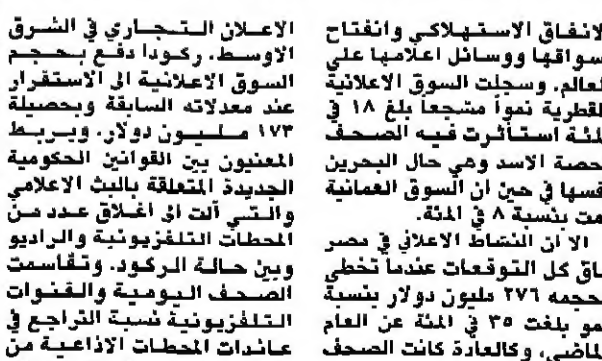 لانفاق الاستهلاكي وانفتاح
سواقها ووسائل اعلامها على
لعالم. وسجلت السوق الاعلانية
لقطرية نمواً مشجعاً بلغ ١٨ في
لمئة استأثرت فيه الصحف
حصة الاسد وهي حال البحرين
فسها في حين ان السوق العمانية
مت بنسبة ٨ في المئة.
الا ان النشاط الاعلاني في مصر
اق كل التوقعات عندما تخطى
حجمه ٢٧٦ مليون دولار بنسبة
مو بلغت ٣٥ في المئة عن العام
لماضي، وكالعادة كانت الصحف
الاعلان التجاري في الشرق
الاوسط. ركودا دفع بحجم
السوق الاعلانية الى الاستقرار
عند معدلاته السابقة وبحصيلة
١٧٣ مليون دولار. ويربط
المعنيون بين القوانين الحكومية
الجديدة المتعلقة بالبث الاعلامي
والتي آلت الى اغلاق عدد من
المحطات التلفزيونية والراديو
وبين حالة الركود. وتقاسمت
الصحف اليومية والقنوات
التلفزيونية نسبة التراجع في
عائدات المحطات الاذاعية من